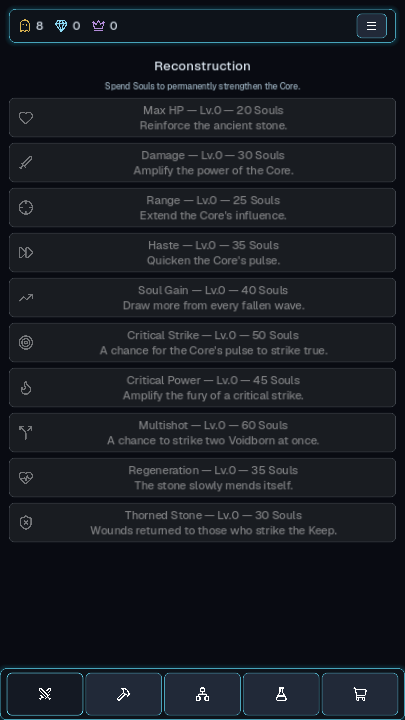 8 0 0
Reconstruction
Spend Souls to permanently strengthen the Core.
Max HP — Lv.0 — 20 Souls
Reinforce the ancient stone.
Damage — Lv.0 — 30 Souls
Amplify the power of the Core.
Range — Lv.0 — 25 Souls
Extend the Core's influence.
Haste — Lv.0 — 35 Souls
Quicken the Core's pulse.
Soul Gain — Lv.0 — 40 Souls
Draw more from every fallen wave.
Critical Strike — Lv.0 — 50 Souls
A chance for the Core's pulse to strike true.
Critical Power — Lv.0 — 45 Souls
Amplify the fury of a critical strike.
Multishot — Lv.0 — 60 Souls
A chance to strike two Voidborn at once.
Regeneration — Lv.0 — 35 Souls
The stone slowly mends itself.
Thorned Stone — Lv.0 — 30 Souls
Wounds returned to those who strike the Keep.